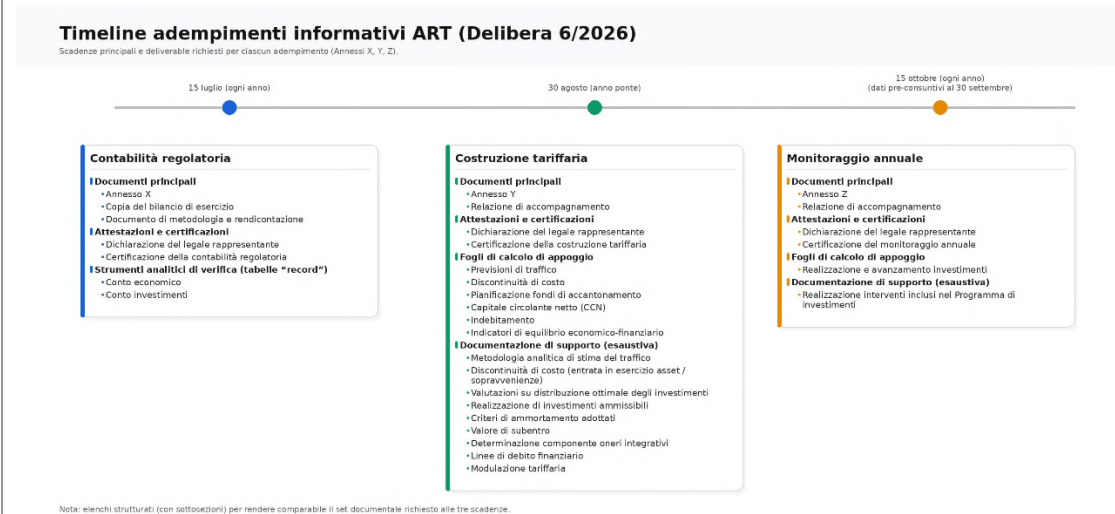 Timeline adempimenti informativi ART (Delibera 6/2026)
Scadenze principali e deliverable richiesti per ciascun adempimento (Annessi X, Y, Z).
15 luglio (ogni anno)
30 agosto (anno ponte)
15 ottobre (ogni anno)
(dati pre-consuntivi al 30 settembre)
Contabilità regolatoria
Documenti principali
•Annesso X
•Copia del bilancio di esercizio
•Documento di metodologia e rendicontazione
Attestazioni e certificazioni
•Dichiarazione del legale rappresentante
•Certificazione della contabilità regolatoria
Strumenti analitici di verifica (tabelle “record”)
•Conto economico
•Conto investimenti
Costruzione tariffaria
Documenti principali
•Annesso Y
•Relazione di accompagnamento
Attestazioni e certificazioni
•Dichiarazione del legale rappresentante
•Certificazione della costruzione tariffaria
Fogli di calcolo di appoggio
•Previsioni di traffico
•Discontinuità di costo
•Pianificazione fondi di accantonamento
•Capitale circolante netto (CCN)
•Indebitamento
•Indicatori di equilibrio economico-finanziario
Documentazione di supporto (esaustiva)
•Metodologia analitica di stima del traffico
•Discontinuità di costo (entrata in esercizio asset /
sopravvenienze)
•Valutazioni su distribuzione ottimale degli investimenti
•Realizzazione di investimenti ammissibili
•Criteri di ammortamento adottati
•Valore di subentro
•Determinazione componente oneri integrativi
•Linee di debito finanziario
•Modulazione tariffaria
Monitoraggio annuale
Documenti principali
•Annesso Z
•Relazione di accompagnamento
Attestazioni e certificazioni
•Dichiarazione del legale rappresentante
•Certificazione del monitoraggio annuale
Fogli di calcolo di appoggio
•Realizzazione e avanzamento investimenti
Documentazione di supporto (esaustiva)
•Realizzazione interventi inclusi nel Programma di
investimenti
Nota: elenchi strutturati (con sottosezioni) per rendere comparabile il set documentale richiesto alle tre scadenze.